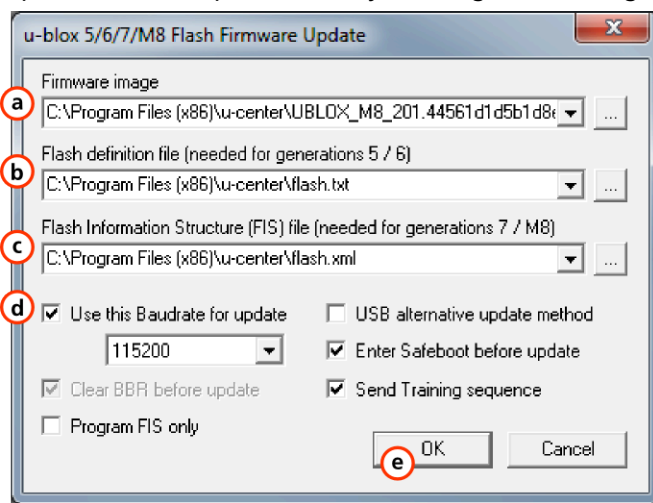 u-blox 5/6/7/M8 Flash Firmware Update
Firmware image
a
C:\Program Files (x86)\u-center\UBLOX_M8_201.44561d1d5b1d8
...
Flash definition file (needed for generations 5 / 6)
b
C:\Program Files (x86)\u-center\flash.txt
...
Flash Information Structure (FIS) file (needed for generations 7 / M8)
c
C:\Program Files (x86)\u-center\flash.xml
...
d
Use this Baudrate for update
USB alternative update method
115200
Enter Safeboot before update
Clear BBR before update
Send Training sequence
Program FIS only
e
OK
Cancel